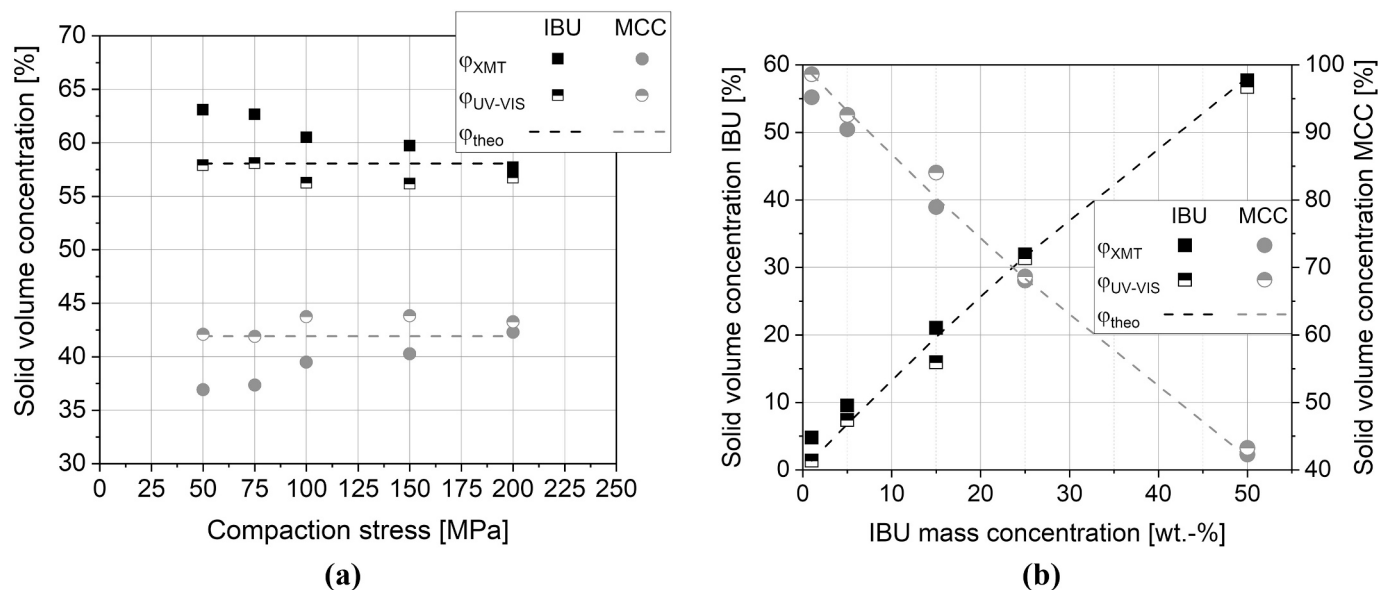 IBU MCC
φXMT
φUV-VIS
φtheo
Solid volume concentration [%]
70
65
60
55
50
45
40
35
30
0 25 50 75 100 125 150 175 200 225 250
Compaction stress [MPa]
(a)
Solid volume concentration IBU [%]
60
50
40
30
20
10
0
IBU MCC
φXMT
φUV-VIS
φtheo
100
90
80
70
60
50
40
Solid volume concentration MCC [%]
0 10 20 30 40 50
IBU mass concentration [wt.-%]
(b)